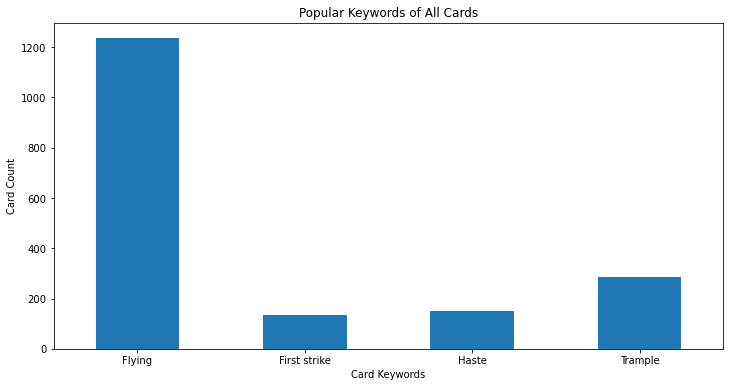 Popular Keywords of All Cards
1200
1000
800
600
400
200
0
Card Count
Flying First strike Haste Trample
Card Keywords